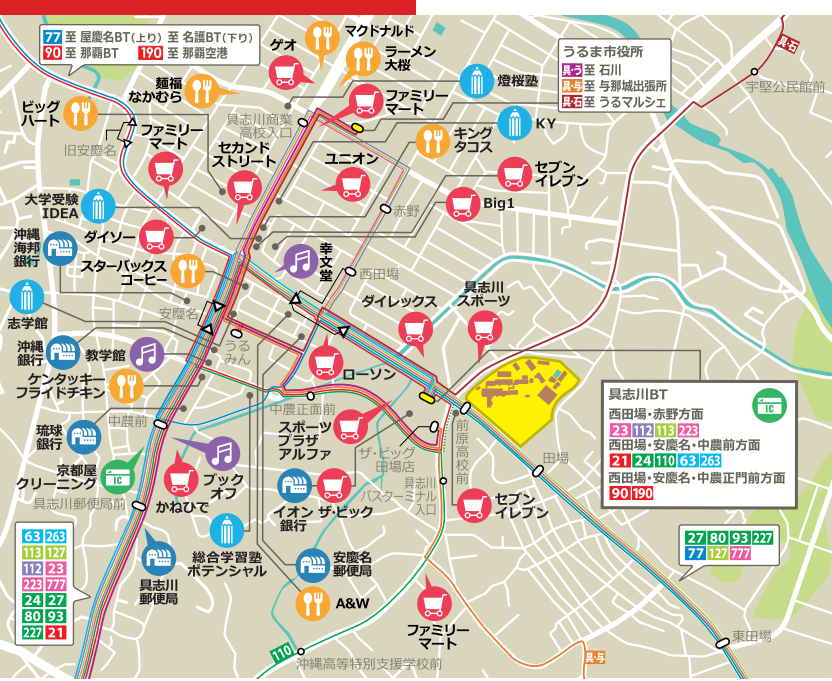 77 至 屋慶名BT(上り) 至 名護BT(下り)
90 至 那覇BT 190 至 那覇空港
ゲオ
マクドナルド
ラーメン
大桜
麺福
なかむら
ビッグ
ハート
ファミリー
マート
具志川商業
高校入口
燈桜塾
うるま市役所
具・う 至 石川
具・与 至 与那城出張所
具・石 至 うるマルシェ
具・石
宇堅公民館前
旧安慶名
ファミリー
マート
セカンド
ストリート
ユニオン
キング
タコス
KY
セブン
イレブン
Big1
赤野
大学受験
IDEA
沖縄
海邦
銀行
ダイソー
スターバックス
コーヒー
幸
文
堂
西田場
ダイレックス
具志川
スポーツ
志学館
安慶名
うる
みん
沖縄
銀行
教学館
ケンタッキー
フライドチキン
ローソン
中農前
中農正面前
琉球
銀行
スポーツ
プラザ
アルファ
ザ・ビッグ
田場店
前
原
高
校
前
田場
具志川BT
IC
西田場・赤野方面
23 112 113 223
西田場・安慶名・中農前方面
21 24 110 63 263
西田場・安慶名・中農正門前方面
90 190
京都屋
クリーニング
IC
具志川郵便局前
かねひで
ブック
オフ
イオン
銀行
ザ・ビック
具志川
バスターミナル
入口
セブン
イレブン
63 263
113 127
112 23
223 777
24 27
80 93
227 21
具志川
郵便局
総合学習塾
ポテンシャル
安慶名
郵便局
A&W
ファミリー
マート
27 80 93 227
77 127 777
東田場
110
沖縄高等特別支援学校前
具・与